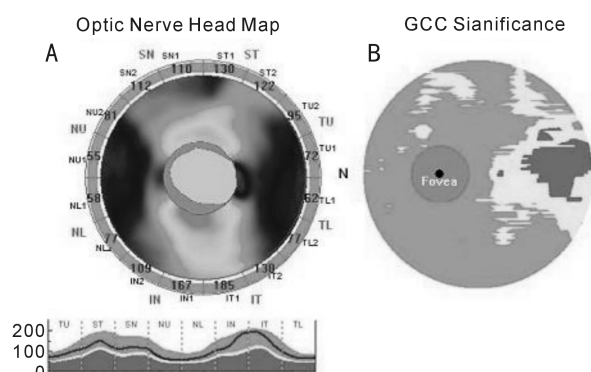 Optic Nerve Head Map
GCC Sianificance
A
B
SN
SN1
ST1
ST
SN2
110
130
ST2
112
122
NU2
81
95
TU2
NU
TU
NU1
55
72
TU1
N
Fovea
NL1
58
62
TL1
NL
TL
NL2
77
77
TL2
109
130
IT2
IN2
167
185
IN
IN1
IT1
IT
TU ST SN NU NL IN IT TL
200
100
0